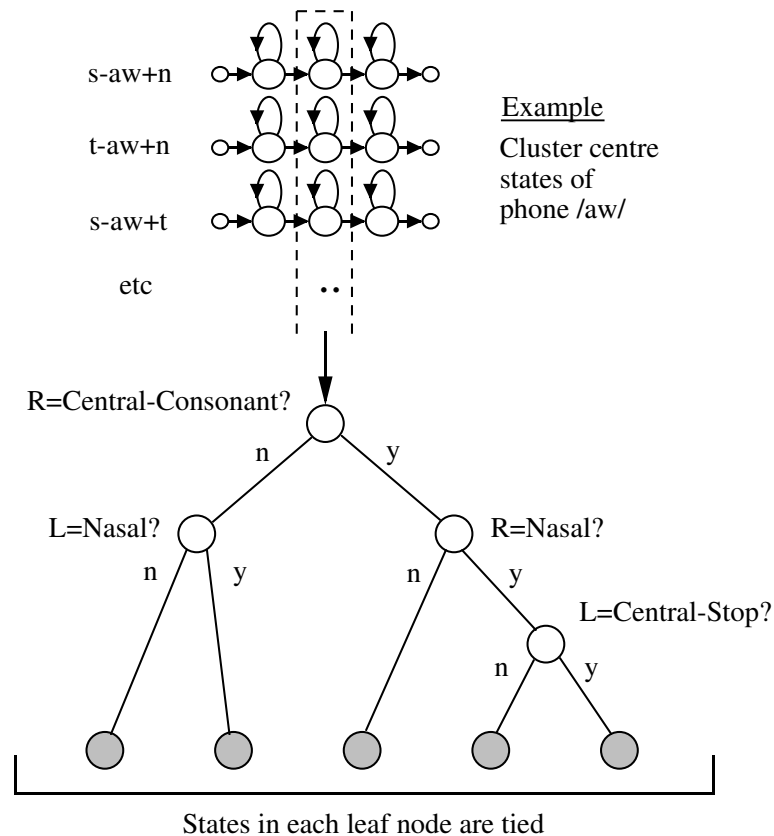 s-aw+n
t-aw+n
s-aw+t
etc
Example
Cluster centre
states of
phone /aw/
R=Central-Consonant?
n y
L=Nasal? R=Nasal?
n y n y
L=Central-Stop?
n y
States in each leaf node are tied